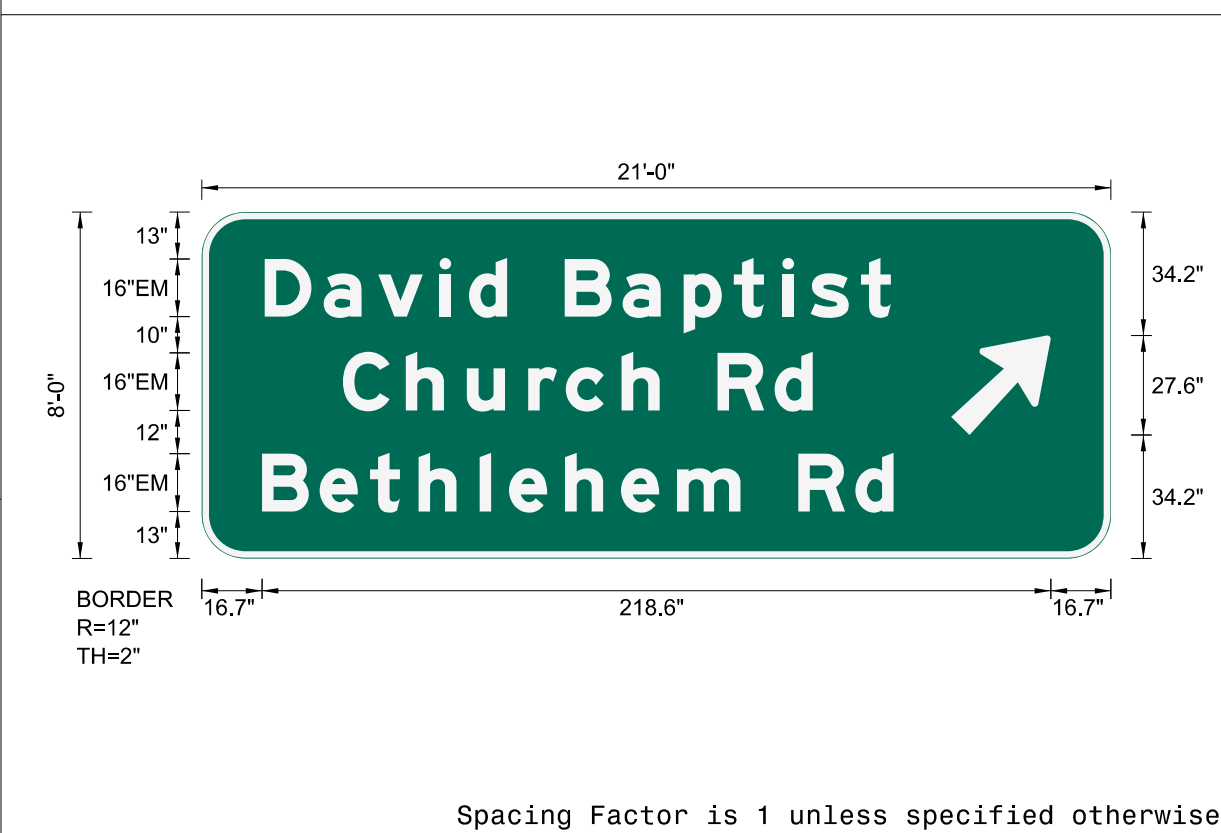 21'-0"
13"
16"EM
10"
16"EM
12"
16"EM
13"
8'-0"
David Baptist
Church Rd
Bethlehem Rd
34.2"
27.6"
34.2"
16.7"
218.6"
16.7"
BORDER
R=12"
TH=2"
Spacing Factor is 1 unless specified otherwise